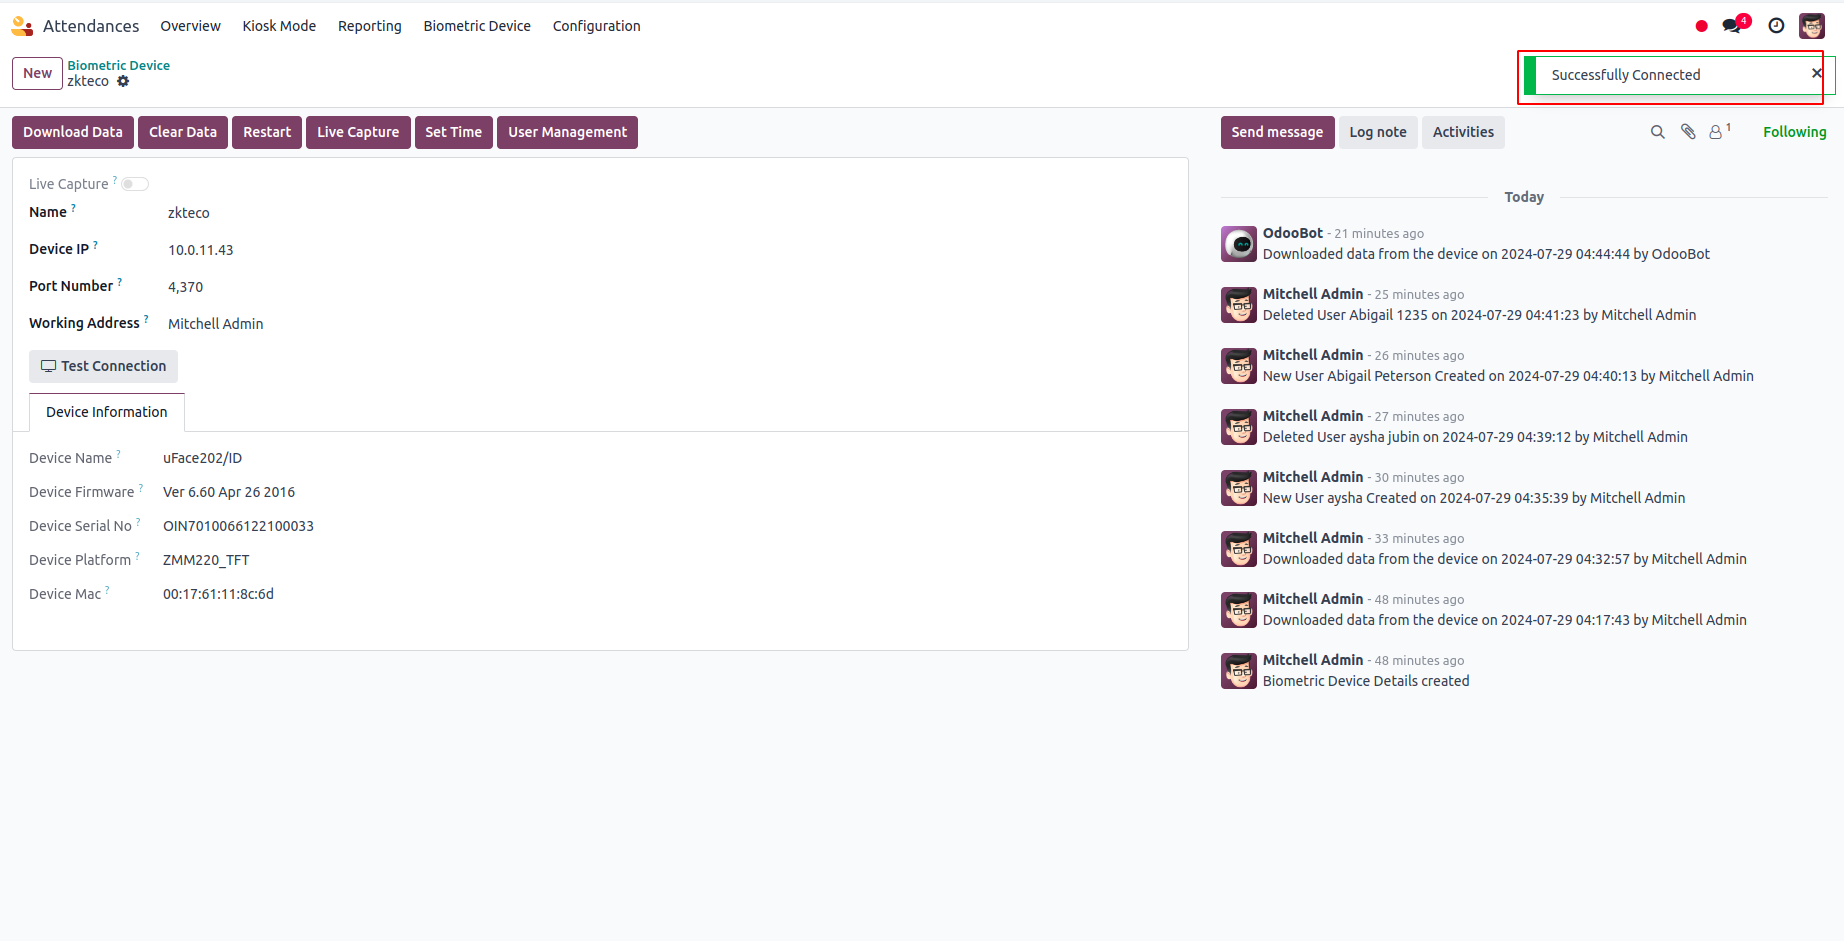 Attendances Overview Kiosk Mode Reporting Biometric Device Configuration 4
New Biometric Device
zkteco
Successfully Connected
Download Data Clear Data Restart Live Capture Set Time User Management
Live Capture ?
Name ? zkteco
Device IP ? 10.0.11.43
Port Number ? 4,370
Working Address ? Mitchell Admin
Test Connection
Device Information
Device Name ? uFace202/ID
Device Firmware ? Ver 6.60 Apr 26 2016
Device Serial No ? OIN7010066122100033
Device Platform ? ZMM220_TFT
Device Mac ? 00:17:61:11:8c:6d
Send message Log note Activities 1 Following
Today
OdooBot - 21 minutes ago
Downloaded data from the device on 2024-07-29 04:44:44 by OdooBot
Mitchell Admin - 25 minutes ago
Deleted User Abigail 1235 on 2024-07-29 04:41:23 by Mitchell Admin
Mitchell Admin - 26 minutes ago
New User Abigail Peterson Created on 2024-07-29 04:40:13 by Mitchell Admin
Mitchell Admin - 27 minutes ago
Deleted User aysha jubin on 2024-07-29 04:39:12 by Mitchell Admin
Mitchell Admin - 30 minutes ago
New User aysha Created on 2024-07-29 04:35:39 by Mitchell Admin
Mitchell Admin - 33 minutes ago
Downloaded data from the device on 2024-07-29 04:32:57 by Mitchell Admin
Mitchell Admin - 48 minutes ago
Downloaded data from the device on 2024-07-29 04:17:43 by Mitchell Admin
Mitchell Admin - 48 minutes ago
Biometric Device Details created